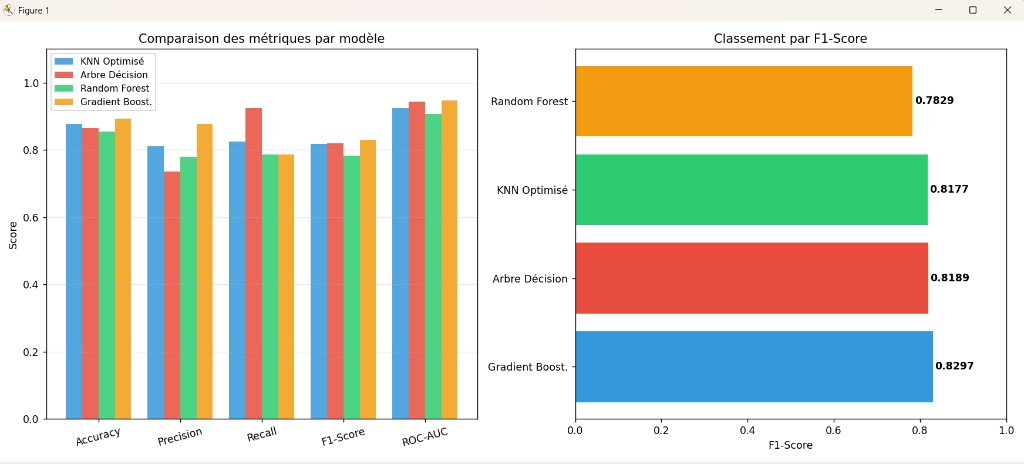 Figure 1
Comparaison des métriques par modèle
KNN Optimisé
Arbre Décision
Random Forest
Gradient Boost.
Score
1.0
0.8
0.6
0.4
0.2
0.0
Accuracy
Precision
Recall
F1-Score
ROC-AUC
Classement par F1-Score
Random Forest
0.7829
KNN Optimisé
0.8177
Arbre Décision
0.8189
Gradient Boost.
0.8297
0.0
0.2
0.4
0.6
0.8
1.0
F1-Score